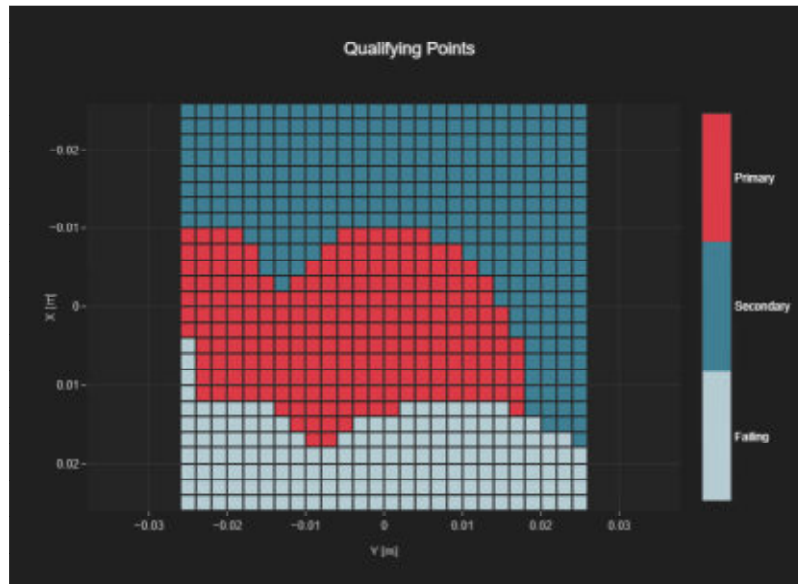 Qualifying Points
−0.02
−0.01
0
0.01
0.02
X [m]
−0.03
−0.02
−0.01
0
0.01
0.02
0.03
Y [m]
Primary
Secondary
Failing